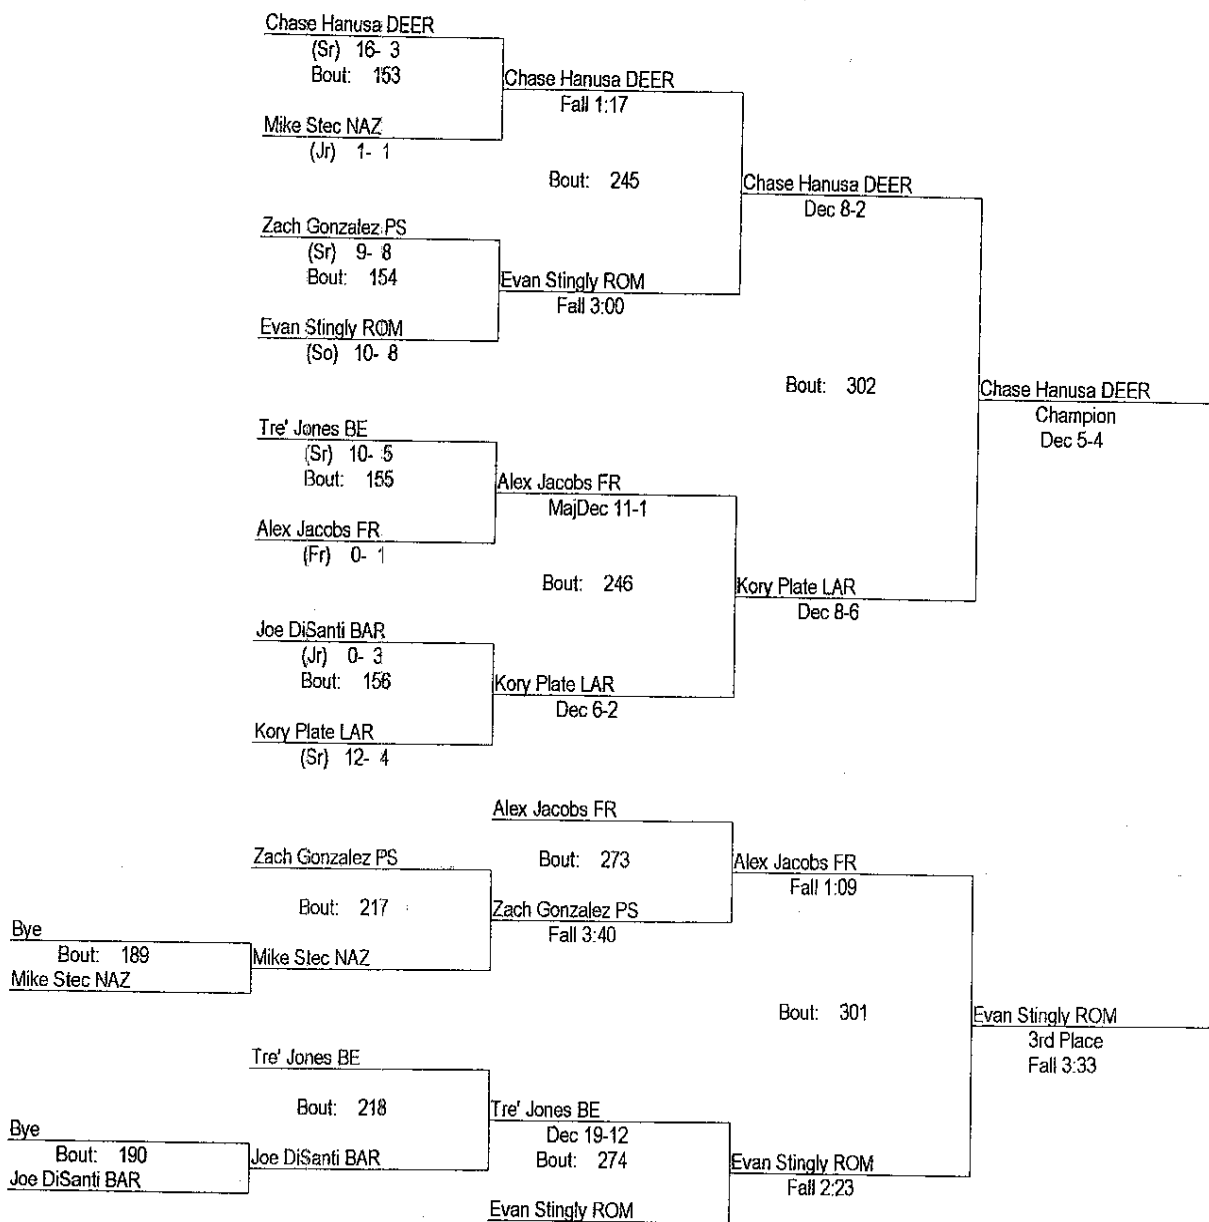 Chase Hanusa DEER
(Sr) 16- 3
Bout: 153
Chase Hanusa DEER
Fall 1:17
Mike Stec NAZ
(Jr) 1- 1
Bout: 245
Chase Hanusa DEER
Dec 8-2
Zach Gonzalez PS
(Sr) 9- 8
Bout: 154
Evan Stingly ROM
Fall 3:00
Evan Stingly ROM
(So) 10- 8
Bout: 302
Chase Hanusa DEER
Champion
Dec 5-4
Tre' Jones BE
(Sr) 10- 5
Bout: 155
Alex Jacobs FR
MajDec 11-1
Alex Jacobs FR
(Fr) 0- 1
Bout: 246
Kory Plate LAR
Dec 8-6
Joe DiSanti BAR
(Jr) 0- 3
Bout: 156
Kory Plate LAR
Dec 6-2
Kory Plate LAR
(Sr) 12- 4
Alex Jacobs FR
Zach Gonzalez PS
Bout: 273
Alex Jacobs FR
Fall 1:09
Bout: 217
Zach Gonzalez PS
Fall 3:40
Bye
Bout: 189
Mike Stec NAZ
Mike Stec NAZ
Bout: 301
Evan Stingly ROM
3rd Place
Fall 3:33
Tre' Jones BE
Bout: 218
Tre' Jones BE
Dec 19-12
Bye
Bout: 190
Joe DiSanti BAR
Joe DiSanti BAR
Bout: 274
Evan Stingly ROM
Fall 2:23
Evan Stingly ROM